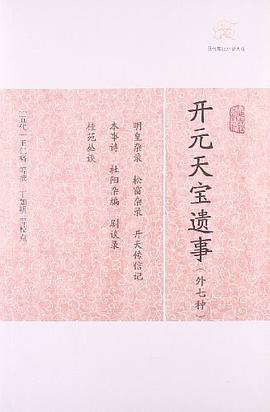 历代笔记小说大观
开元天宝遗事
（外七种）
明皇杂录 松窗杂录 开天传信记
本事诗 杜阳杂编 剧谈录
桂苑丛谈
［五代］王仁裕 等撰 丁如明 等校点